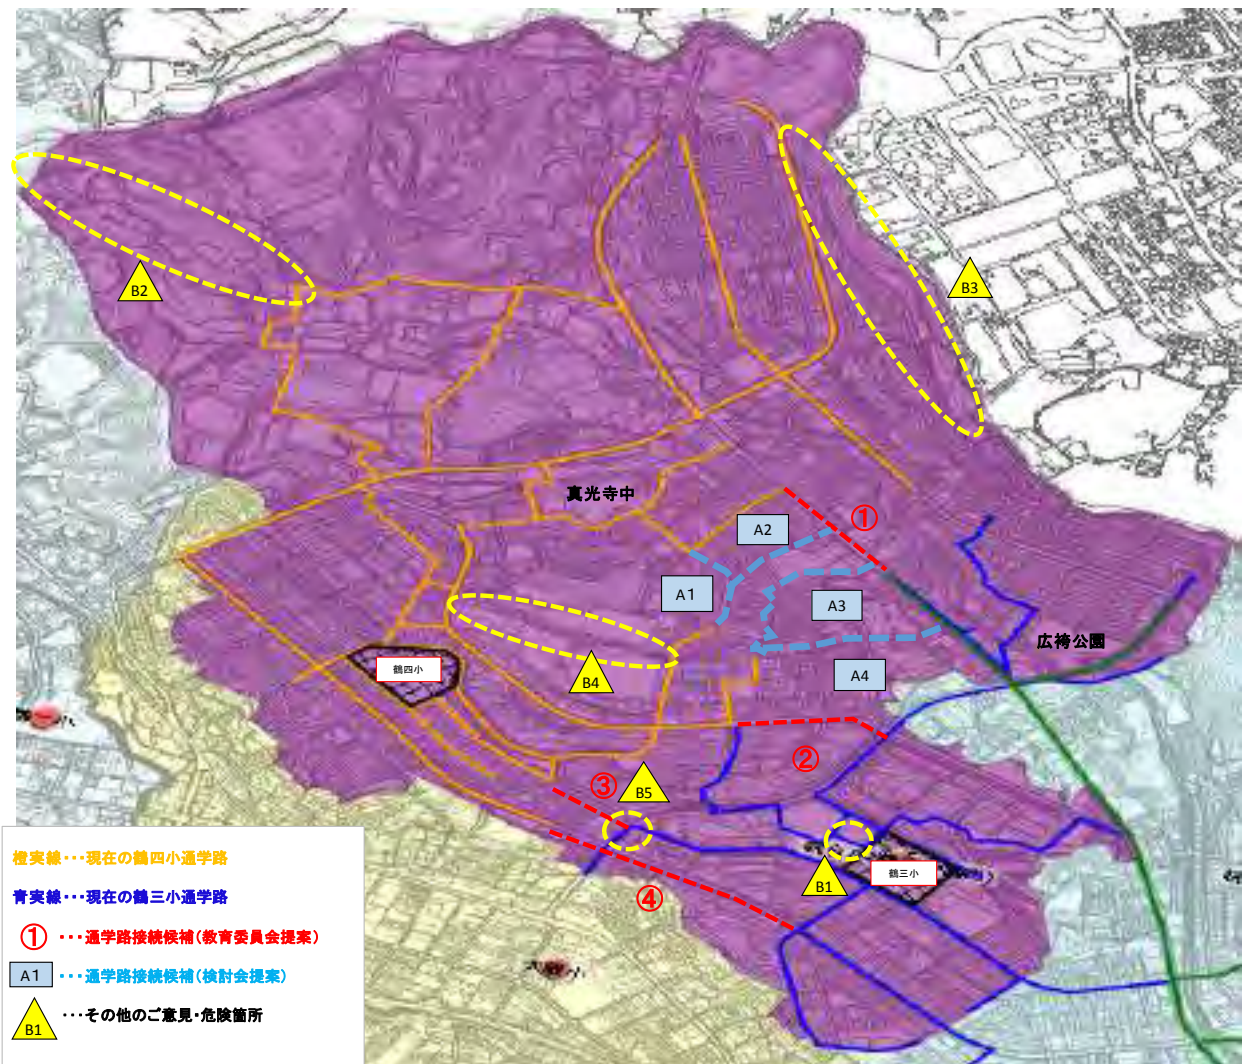 B2
B3
真光寺中
①
A2
A1
A3
広袴公園
鶴四小
B4
A4
②
③
B5
鶴三小
B1
④
橙実線・・・現在の鶴四小通学路
青実線・・・現在の鶴三小通学路
① ・・・通学路接続候補(教育委員会提案)
A1 ・・・通学路接続候補(検討会提案)
B1 ・・・その他のご意見・危険箇所